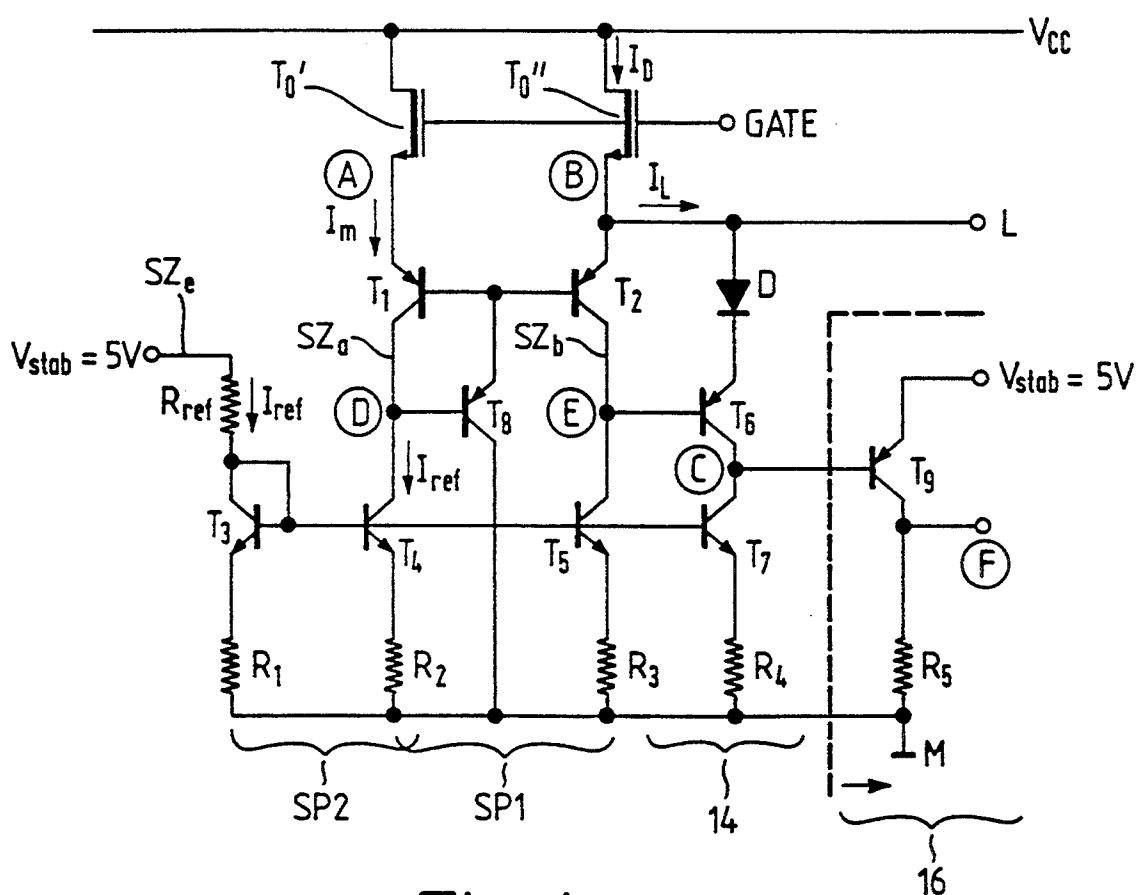 V_CC
I_D
T_0'
T_0''
GATE
A
B
I_L
I_m
L
SZ_e
T_1
T_2
D
SZ_a
SZ_b
V_stab = 5V
V_stab = 5V
R_ref
I_ref
D
T_8
E
T_6
C
T_9
I_ref
T_3
T_4
T_5
T_7
F
R_1
R_2
R_3
R_4
R_5
M
SP2
SP1
14
16